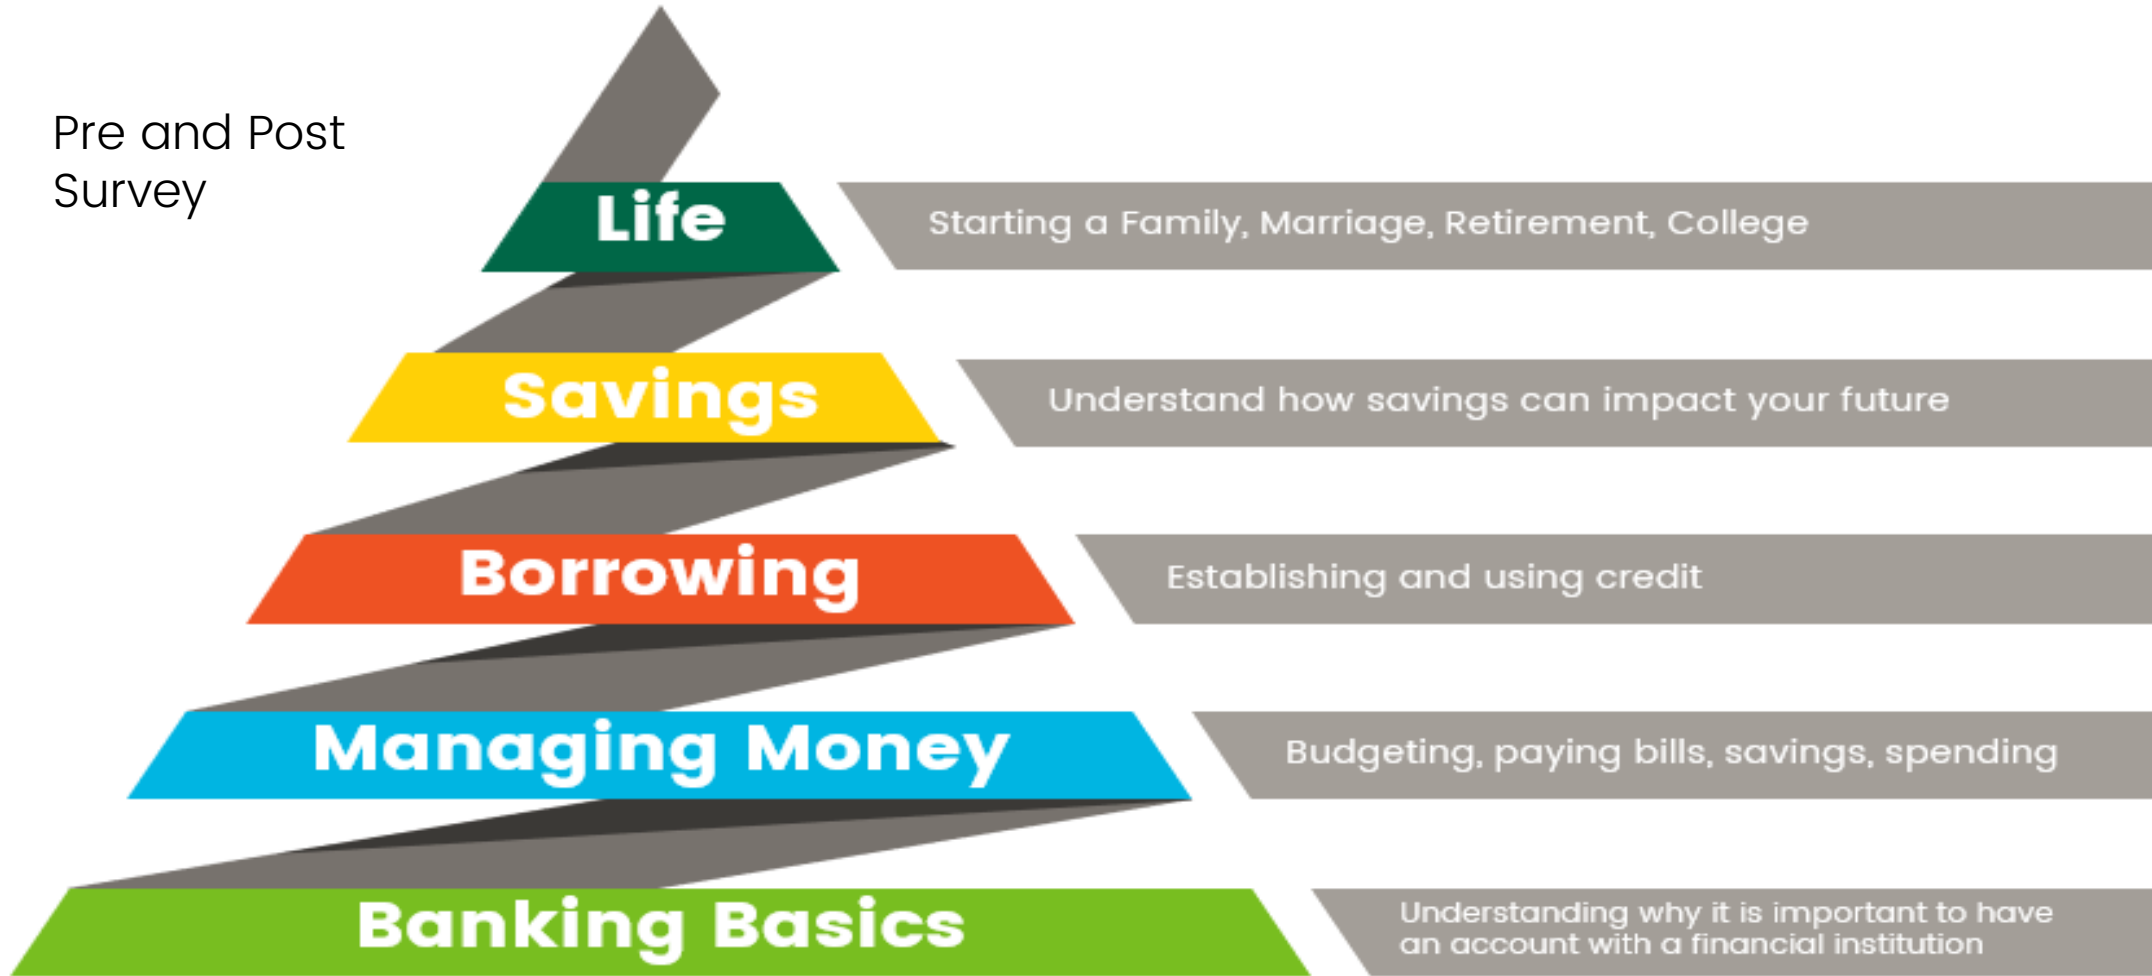 Pre and Post
Survey
Life
Starting a Family, Marriage, Retirement, College
Savings
Understand how savings can impact your future
Borrowing
Establishing and using credit
Managing Money
Budgeting, paying bills, savings, spending
Banking Basics
Understanding why it is important to have
an account with a financial institution